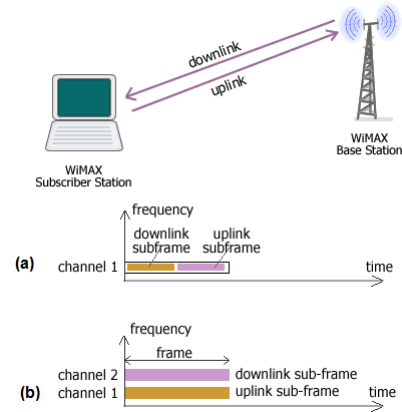 downlink
uplink
WiMAX
Subscriber Station
WiMAX
Base Station
frequency
downlink
subframe
uplink
subframe
(a)
channel 1
time
frequency
frame
channel 2
downlink sub-frame
(b)
channel 1
uplink sub-frame
time